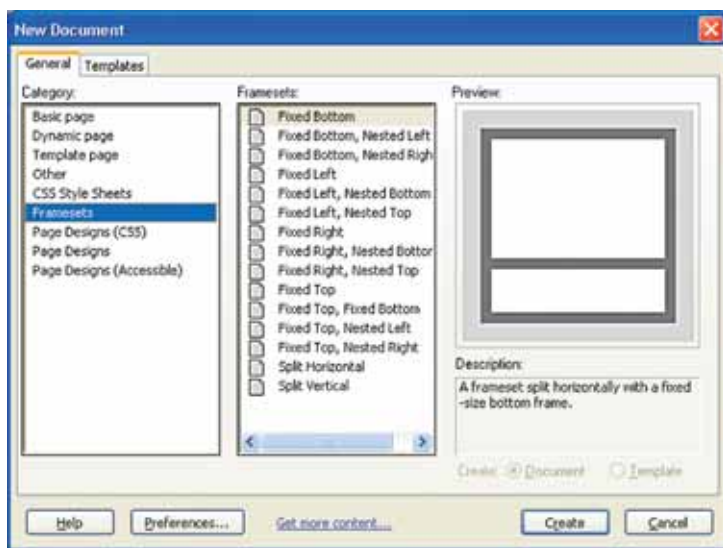 New Document
General
Templates
Category:
Basic page
Dynamic page
Template page
Other
CSS Style Sheets
Framesets
Page Designs (CSS)
Page Designs
Page Designs (Accessible)
Framesets:
Fixed Bottom
Fixed Bottom, Nested Left
Fixed Bottom, Nested Righ
Fixed Left
Fixed Left, Nested Bottom
Fixed Left, Nested Top
Fixed Right
Fixed Right, Nested Bottor
Fixed Right, Nested Top
Fixed Top
Fixed Top, Fixed Bottom
Fixed Top, Nested Left
Fixed Top, Nested Right
Split Horizontal
Split Vertical
Preview:
Description:
A frameset split horizontally with a fixed
-size bottom frame.
Create: Document Template
Help
Preferences...
Get more content...
Create
Cancel